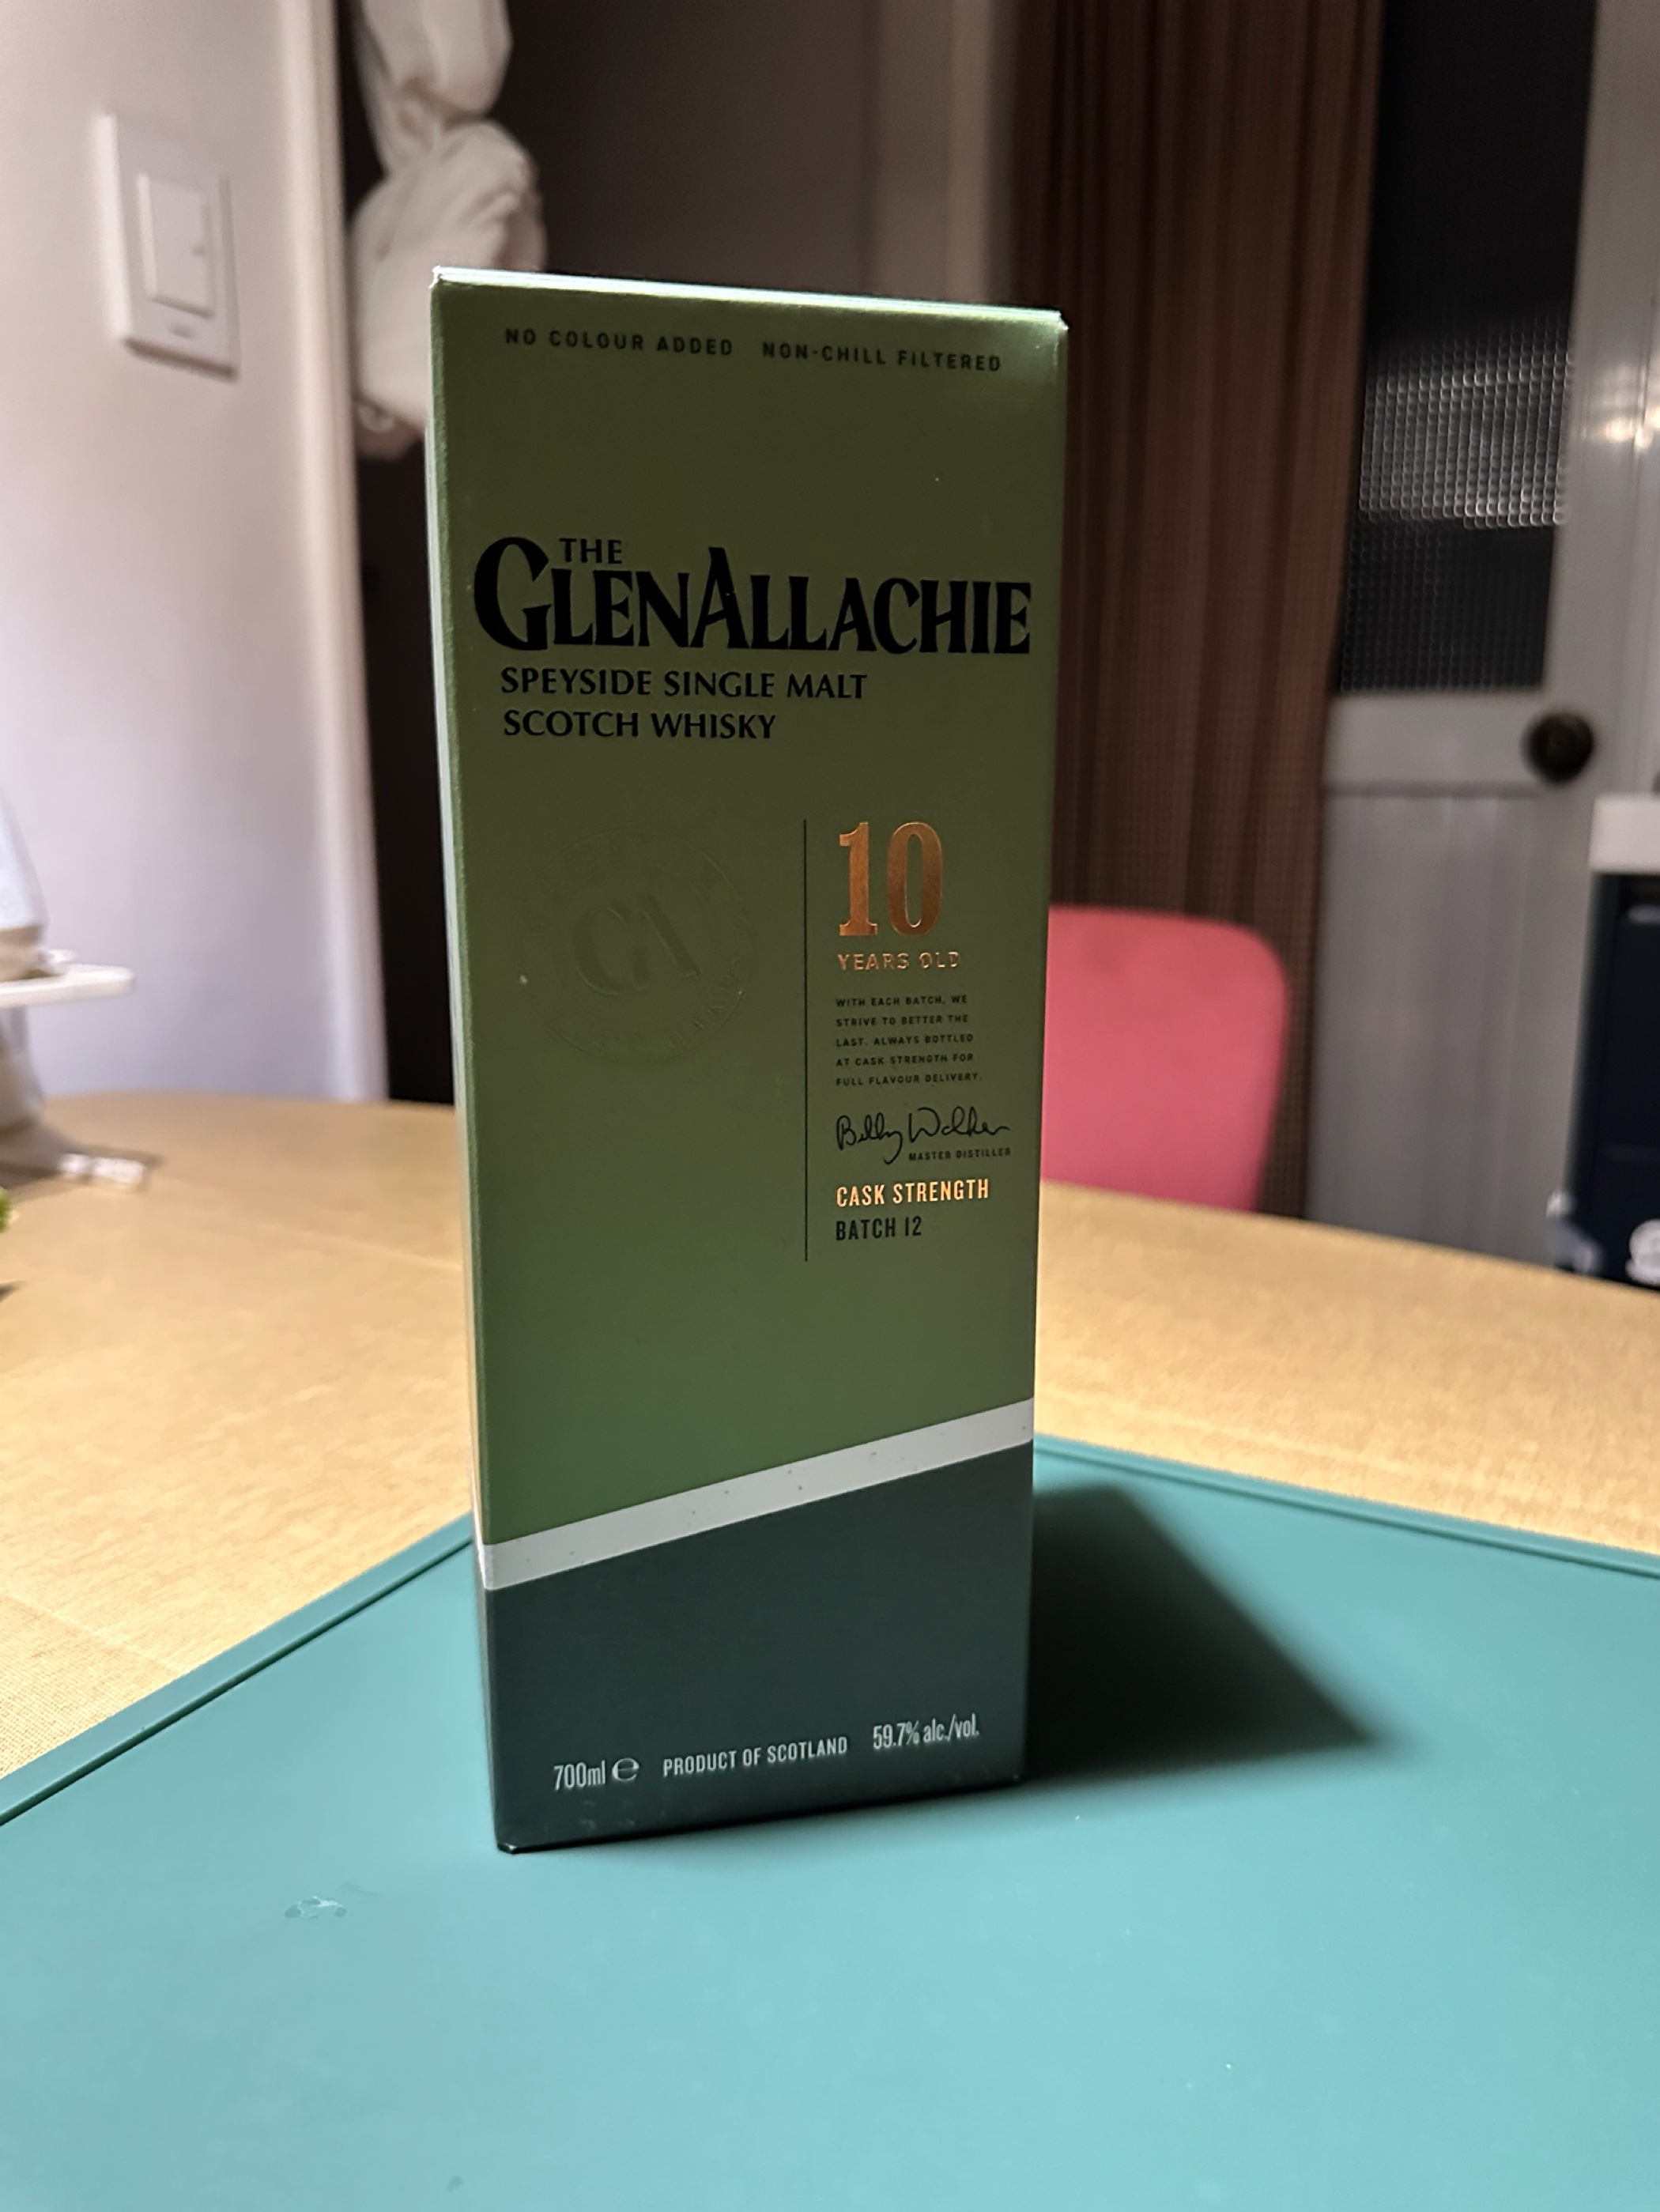 NO COLOUR ADDED NON-CHILL FILTERED
THE
GLENALLACHIE
SPEYSIDE SINGLE MALT
SCOTCH WHISKY
10
YEARS OLD
WITH EACH BATCH, WE
STRIVE TO BETTER THE
LAST. ALWAYS BOTTLED
AT CASK STRENGTH FOR
FULL FLAVOUR DELIVERY.
Billy Walker
MASTER DISTILLER
CASK STRENGTH
BATCH 12
700ml e PRODUCT OF SCOTLAND 59.7% alc./vol.